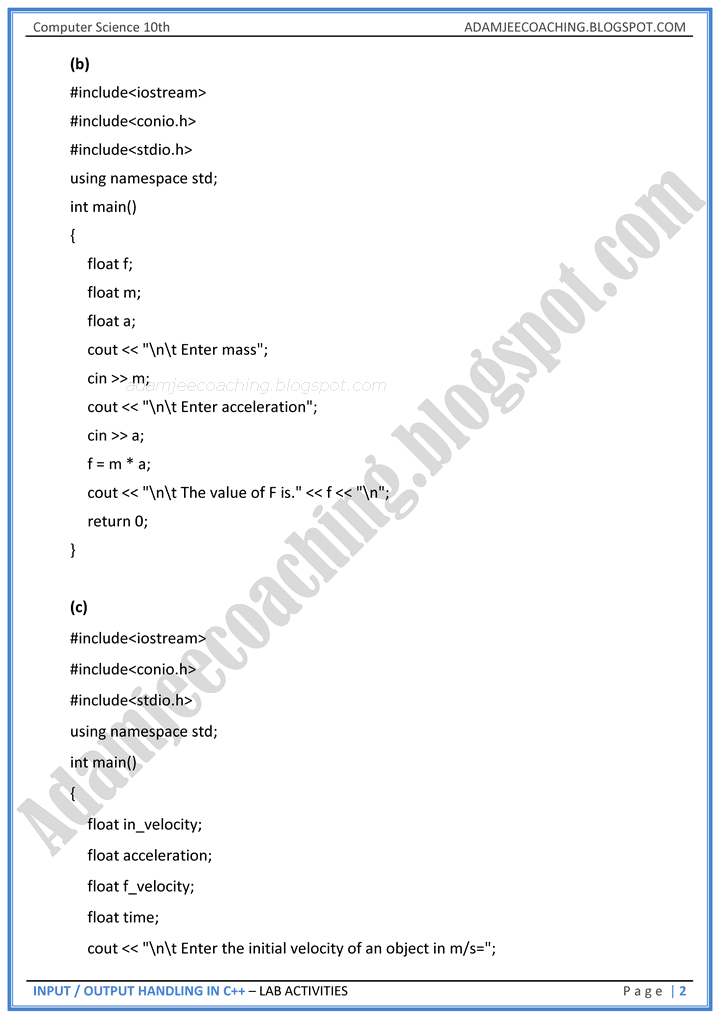 Computer Science 10th ADAMJEECOACHING.BLOGSPOT.COM
(b)
#include<iostream>
#include<conio.h>
#include<stdio.h>
using namespace std;
int main()
{
float f;
float m;
float a;
cout << "\n\t Enter mass";
cin >> m;
adamjeecoaching.blogspot.com
cout << "\n\t Enter acceleration";
cin >> a;
f = m * a;
cout << "\n\t The value of F is." << f << "\n";
return 0;
}
(c)
#include<iostream>
#include<conio.h>
#include<stdio.h>
using namespace std;
int main()
{
float in_velocity;
float acceleration;
float f_velocity;
float time;
cout << "\n\t Enter the initial velocity of an object in m/s=";
Adamjeecoaching.blogspot.com
INPUT / OUTPUT HANDLING IN C++ – LAB ACTIVITIES Page | 2